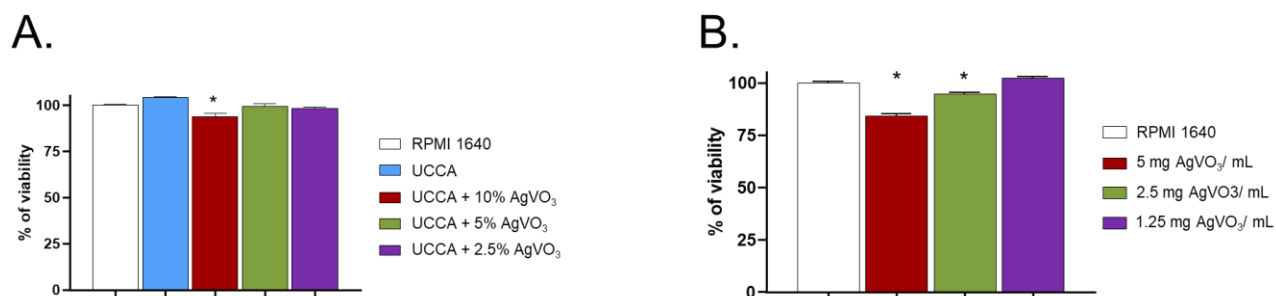 A.
% of viability
100
75
50
25
0
*
RPMI 1640
UCCA
UCCA + 10% AgVO₃
UCCA + 5% AgVO₃
UCCA + 2.5% AgVO₃
B.
% of viability
100
75
50
25
0
*
*
RPMI 1640
5 mg AgVO₃/ mL
2.5 mg AgVO3/ mL
1.25 mg AgVO₃/ mL